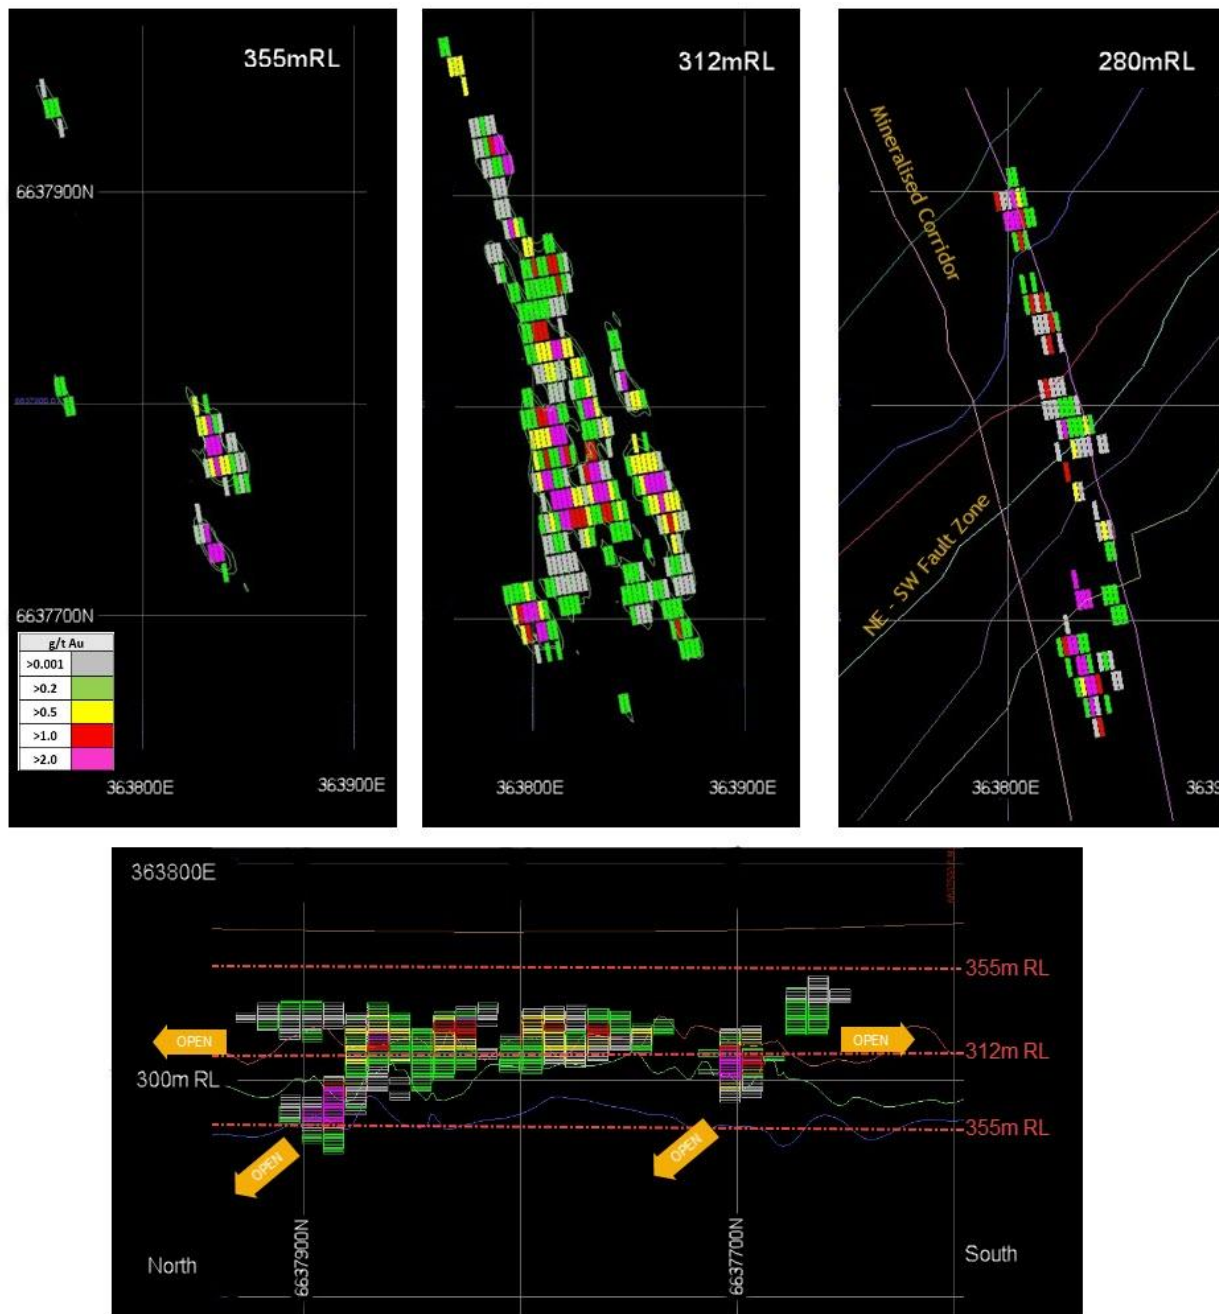 355mRL
6637900N
6637700N
g/t Au
>0.001
>0.2
>0.5
>1.0
>2.0
363800E
363900E
312mRL
363800E
363900E
280mRL
Mineralised Corridor
NE - SW Fault Zone
363800E
3639
363800E
355m RL
OPEN
OPEN
312m RL
300m RL
355m RL
OPEN
OPEN
6637900N
6637700N
North
South